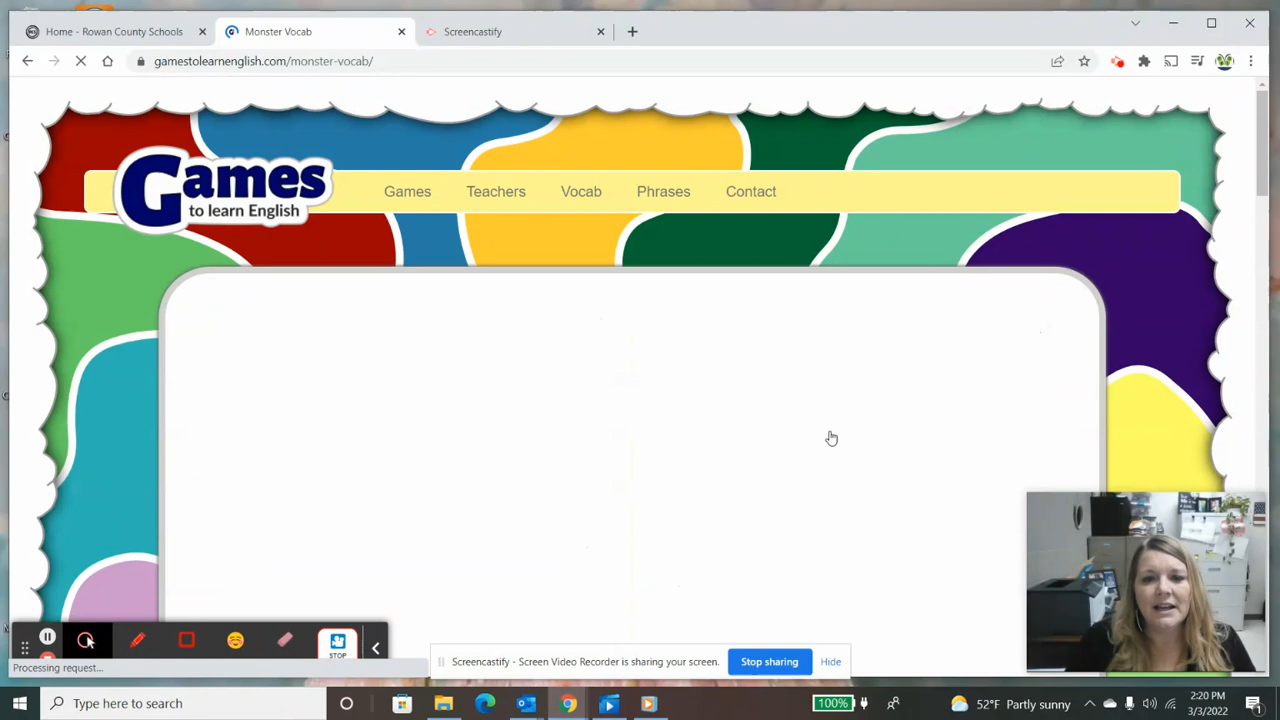 Home - Rowan County Schools
Monster Vocab
Screencastify
gamestolearnenglish.com/monster-vocab/
Games
to learn English
Games Teachers Vocab Phrases Contact
STOP
Processing request...
Screencastify - Screen Video Recorder is sharing your screen.
Stop sharing
Hide
Type here to search
100%
52°F Partly sunny
2:20 PM
3/3/2022
1